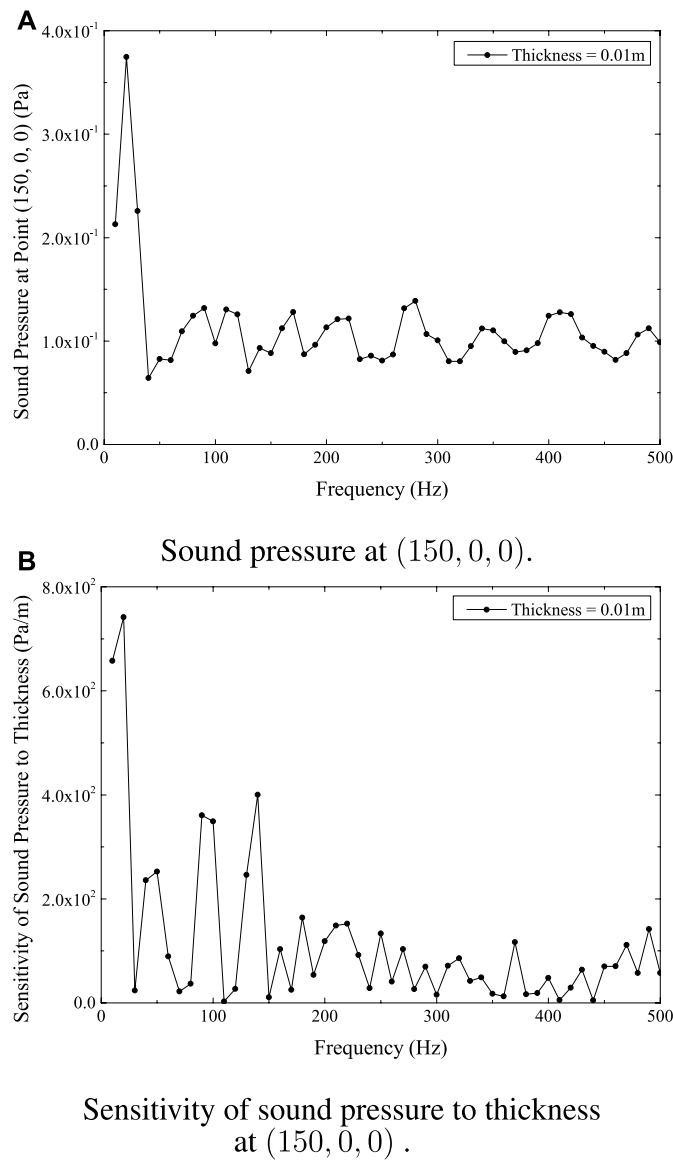 A
Thickness = 0.01m
4.0x10⁻¹
3.0x10⁻¹
2.0x10⁻¹
1.0x10⁻¹
0.0
Sound Pressure at Point (150, 0, 0) (Pa)
0 100 200 300 400 500
Frequency (Hz)
Sound pressure at (150, 0, 0).
B
Thickness = 0.01m
8.0x10²
6.0x10²
4.0x10²
2.0x10²
0.0
Sensitivity of Sound Pressure to Thickness (Pa/m)
0 100 200 300 400 500
Frequency (Hz)
Sensitivity of sound pressure to thickness
at (150, 0, 0) .